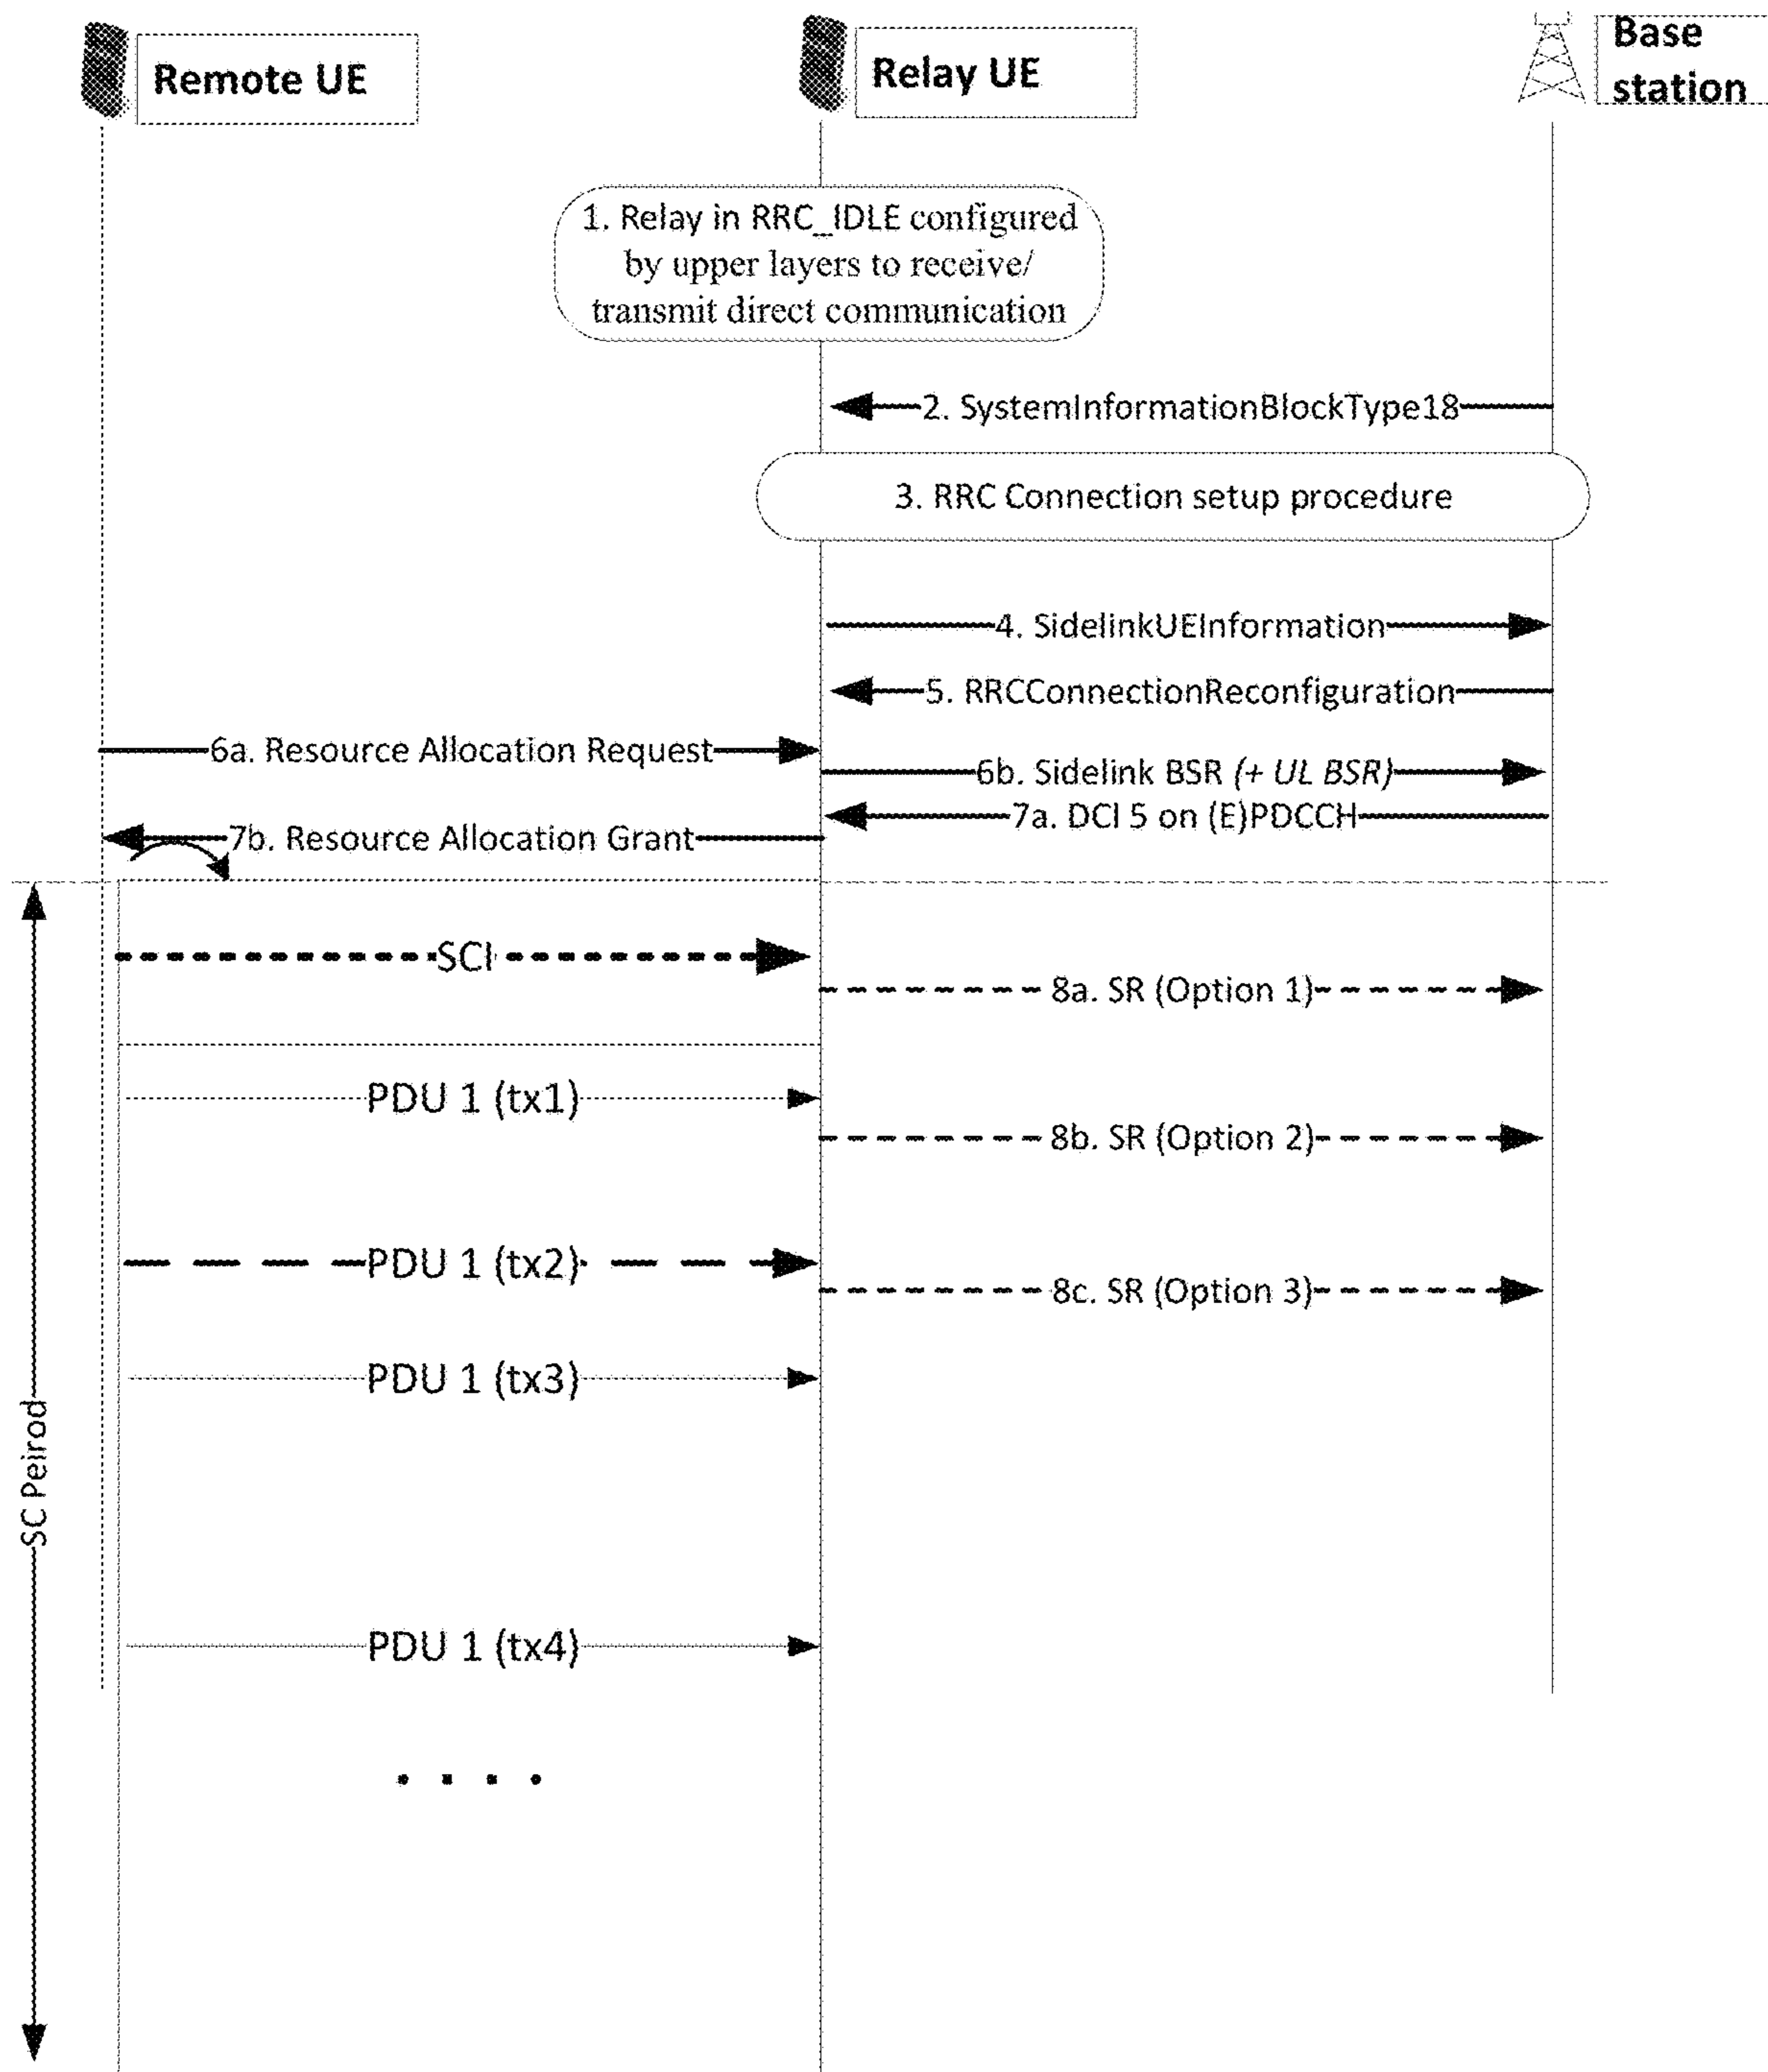 Remote UE
Relay UE
Base
station
1. Relay in RRC_IDLE configured
by upper layers to receive/
transmit direct communication
2. SystemInformationBlockType18
3. RRC Connection setup procedure
4. SidelinkUEInformation
5. RRCConnectionReconfiguration
6a. Resource Allocation Request
6b. Sidelink BSR (+ UL BSR)
7a. DCI 5 on (E)PDCCH
7b. Resource Allocation Grant
SCI
8a. SR (Option 1)
PDU 1 (tx1)
8b. SR (Option 2)
PDU 1 (tx2)
8c. SR (Option 3)
PDU 1 (tx3)
SC Peirod
PDU 1 (tx4)
. . . .